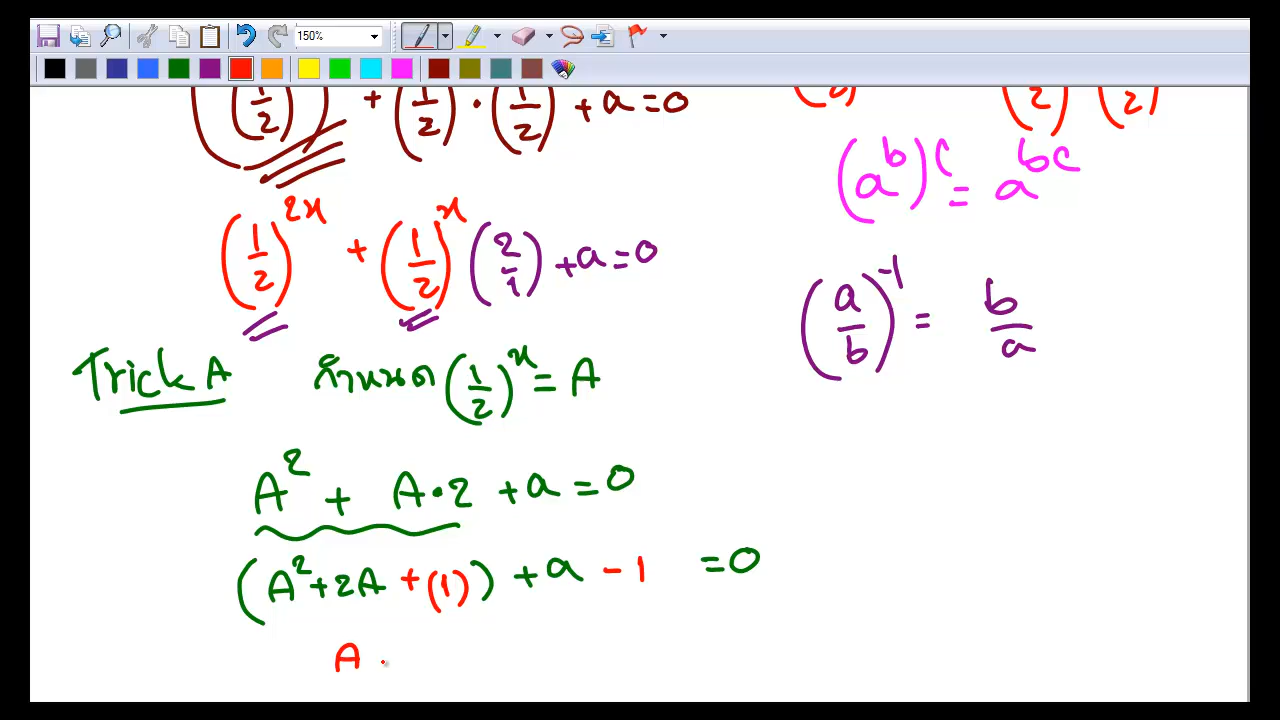 150%
(1/2) + (1/2)·(1/2) + a = 0
(1/2)^{2x} + (1/2)^x (2/1) + a = 0
Trick A กำหนด (1/2)^x = A
A² + A·2 + a = 0
(A² + 2A + (1)) + a - 1 = 0
A
(a^b)^c = a^{bc}
(a/b)^{-1} = b/a